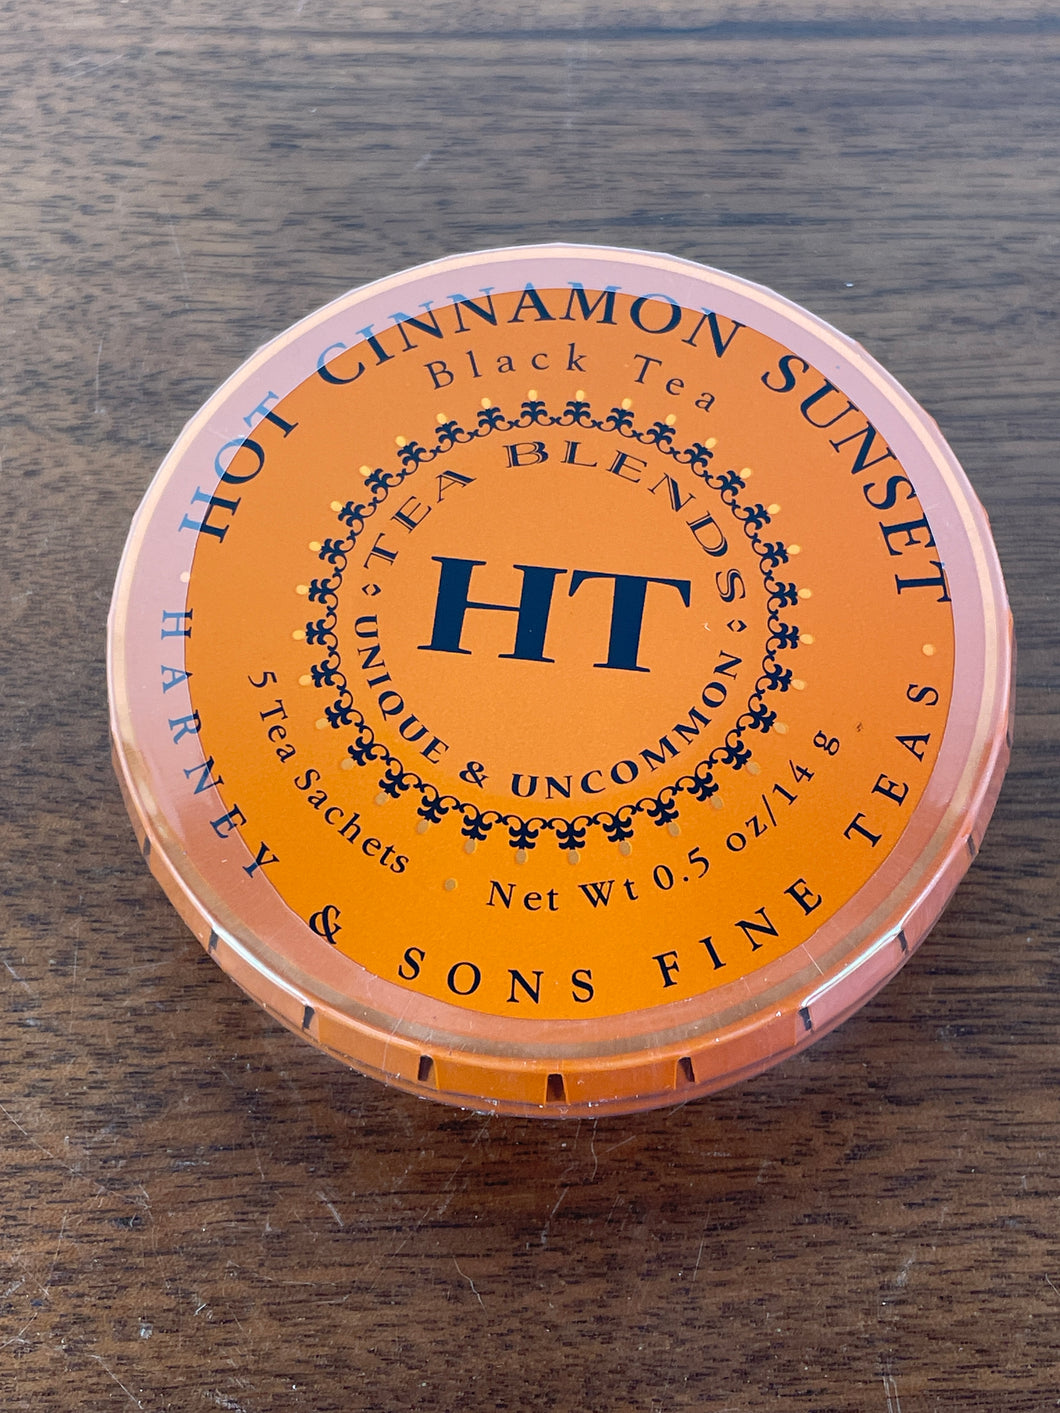 HOT CINNAMON SUNSET
Black Tea
TEA BLENDS
HT
UNIQUE & UNCOMMON
5 Tea Sachets
Net Wt 0.5 oz/14 g
HARNEY & SONS FINE TEAS